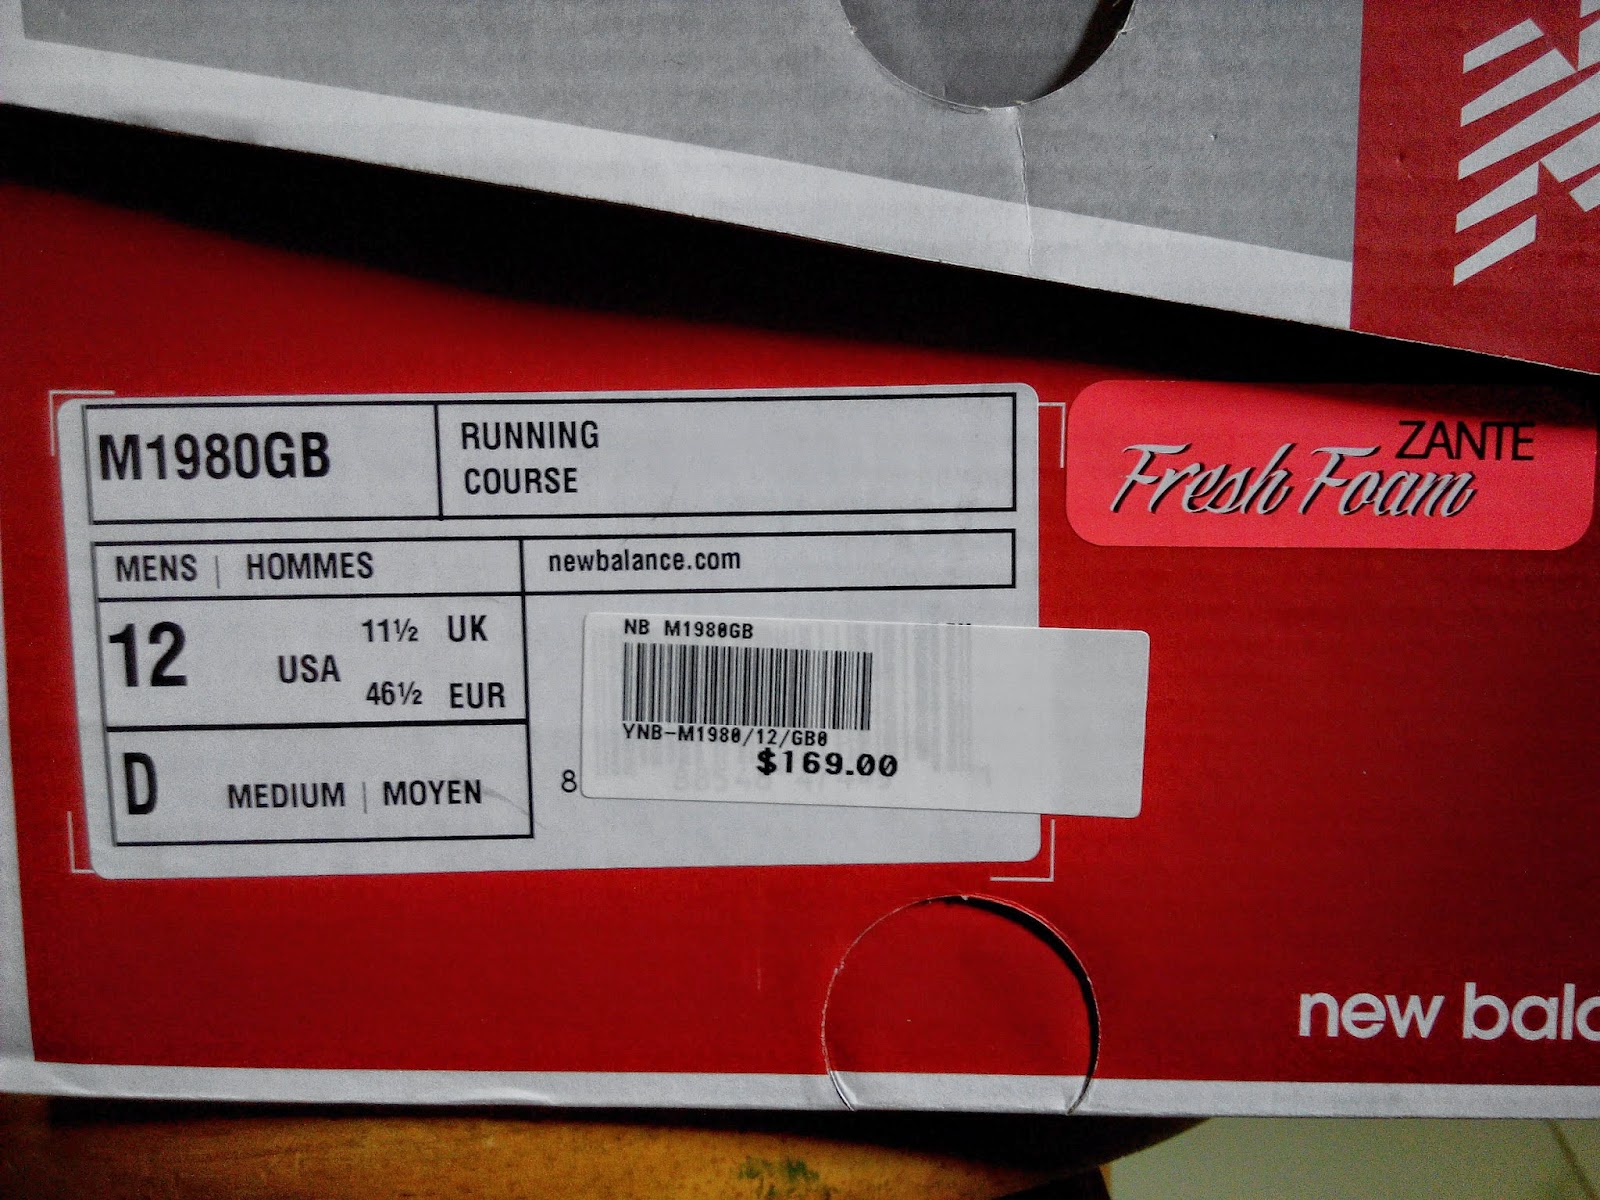 M1980GB
RUNNING
COURSE
ZANTE
Fresh Foam
MENS | HOMMES
newbalance.com
12 USA
11½ UK
46½ EUR
D MEDIUM | MOYEN
8
NB M1980GB
YNB-M1980/12/GB0
$169.00
new bala